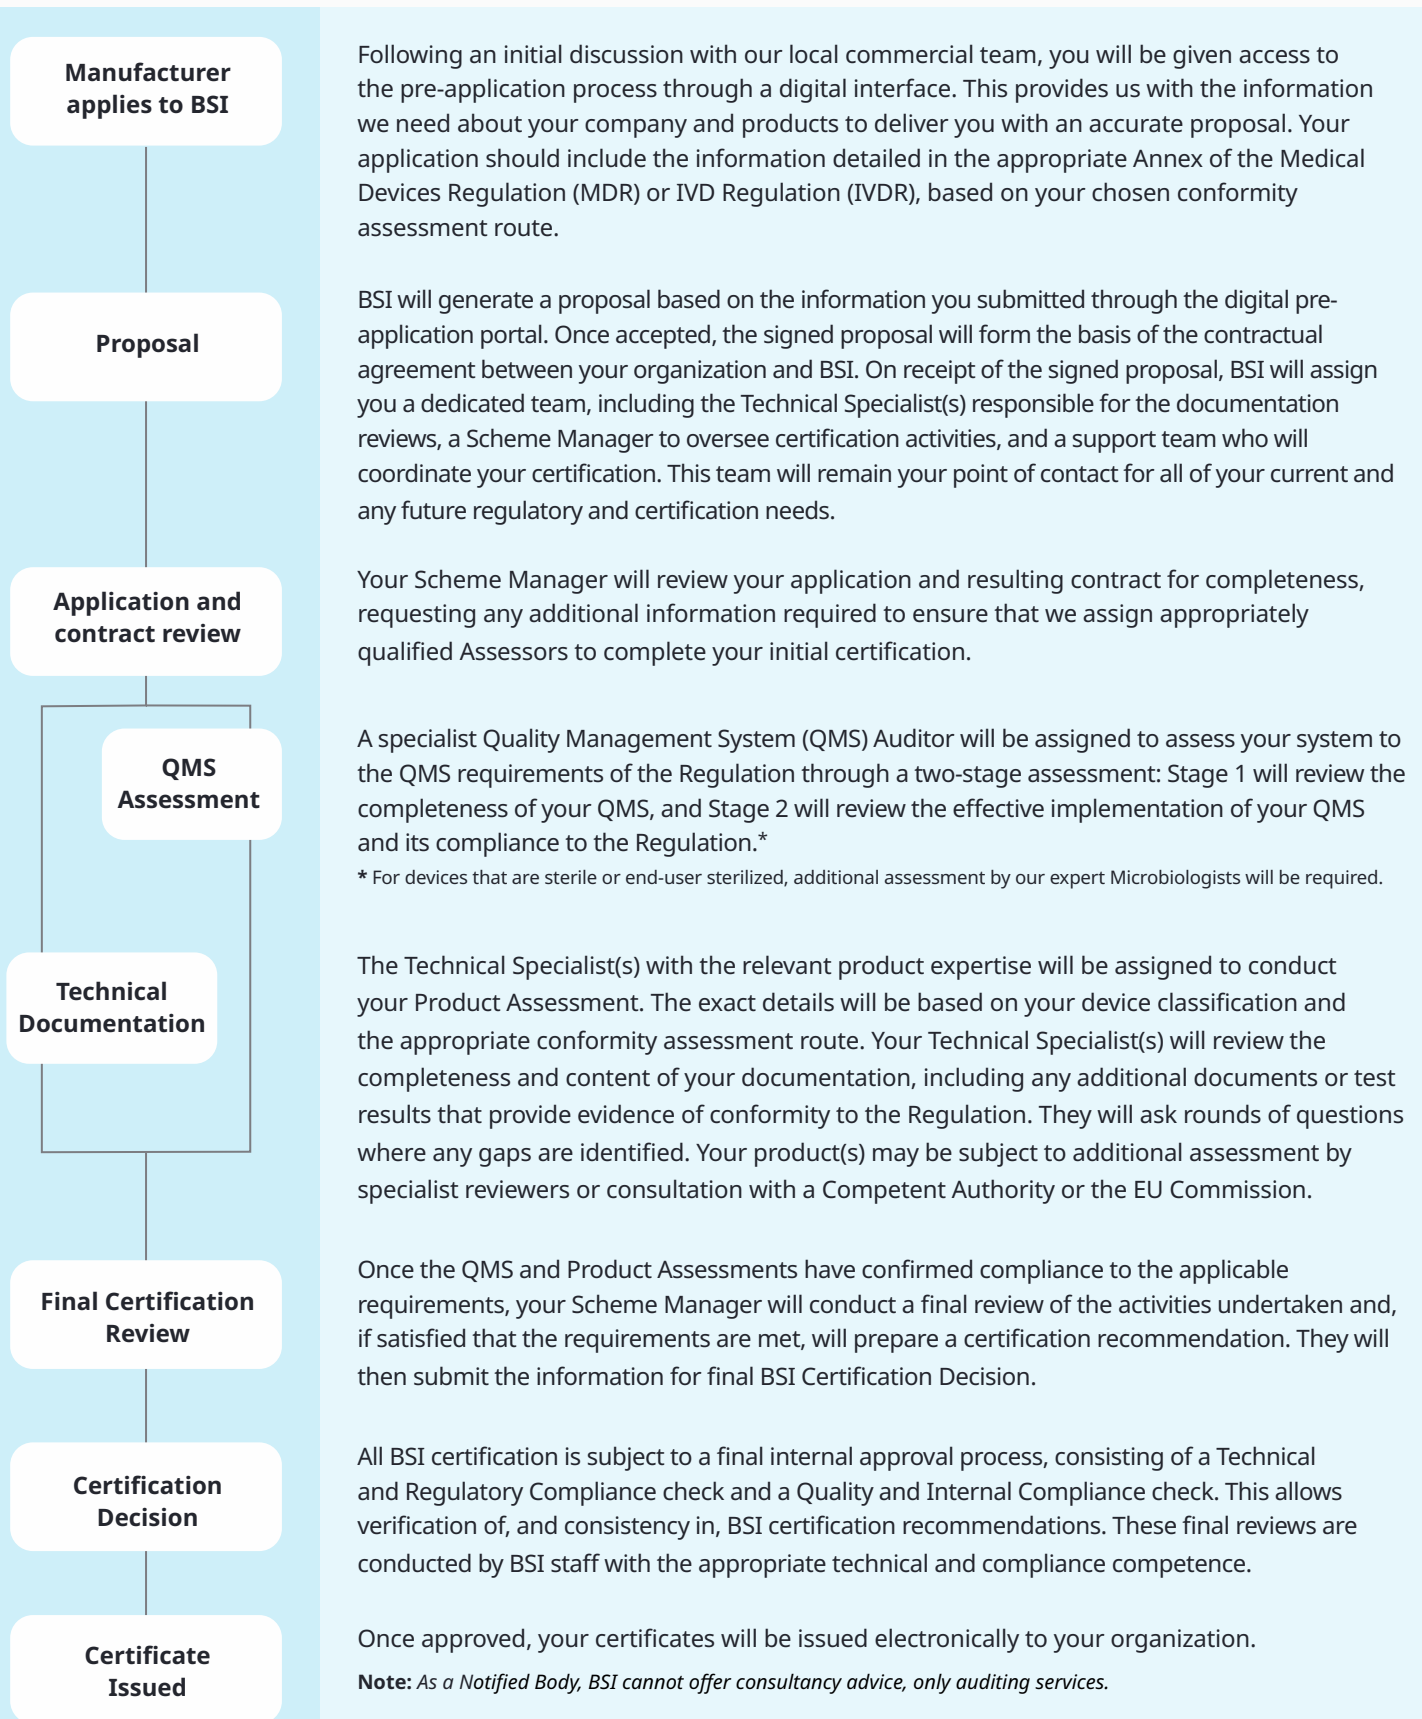 Manufacturer
applies to BSI
Following an initial discussion with our local commercial team, you will be given access to
the pre-application process through a digital interface. This provides us with the information
we need about your company and products to deliver you with an accurate proposal. Your
application should include the information detailed in the appropriate Annex of the Medical
Devices Regulation (MDR) or IVD Regulation (IVDR), based on your chosen conformity
assessment route.
Proposal
BSI will generate a proposal based on the information you submitted through the digital pre-
application portal. Once accepted, the signed proposal will form the basis of the contractual
agreement between your organization and BSI. On receipt of the signed proposal, BSI will assign
you a dedicated team, including the Technical Specialist(s) responsible for the documentation
reviews, a Scheme Manager to oversee certification activities, and a support team who will
coordinate your certification. This team will remain your point of contact for all of your current and
any future regulatory and certification needs.
Application and
contract review
Your Scheme Manager will review your application and resulting contract for completeness,
requesting any additional information required to ensure that we assign appropriately
qualified Assessors to complete your initial certification.
QMS
Assessment
A specialist Quality Management System (QMS) Auditor will be assigned to assess your system to
the QMS requirements of the Regulation through a two-stage assessment: Stage 1 will review the
completeness of your QMS, and Stage 2 will review the effective implementation of your QMS
and its compliance to the Regulation.*
* For devices that are sterile or end-user sterilized, additional assessment by our expert Microbiologists will be required.
Technical
Documentation
The Technical Specialist(s) with the relevant product expertise will be assigned to conduct
your Product Assessment. The exact details will be based on your device classification and
the appropriate conformity assessment route. Your Technical Specialist(s) will review the
completeness and content of your documentation, including any additional documents or test
results that provide evidence of conformity to the Regulation. They will ask rounds of questions
where any gaps are identified. Your product(s) may be subject to additional assessment by
specialist reviewers or consultation with a Competent Authority or the EU Commission.
Final Certification
Review
Once the QMS and Product Assessments have confirmed compliance to the applicable
requirements, your Scheme Manager will conduct a final review of the activities undertaken and,
if satisfied that the requirements are met, will prepare a certification recommendation. They will
then submit the information for final BSI Certification Decision.
Certification
Decision
All BSI certification is subject to a final internal approval process, consisting of a Technical
and Regulatory Compliance check and a Quality and Internal Compliance check. This allows
verification of, and consistency in, BSI certification recommendations. These final reviews are
conducted by BSI staff with the appropriate technical and compliance competence.
Certificate
Issued
Once approved, your certificates will be issued electronically to your organization.
Note: As a Notified Body, BSI cannot offer consultancy advice, only auditing services.